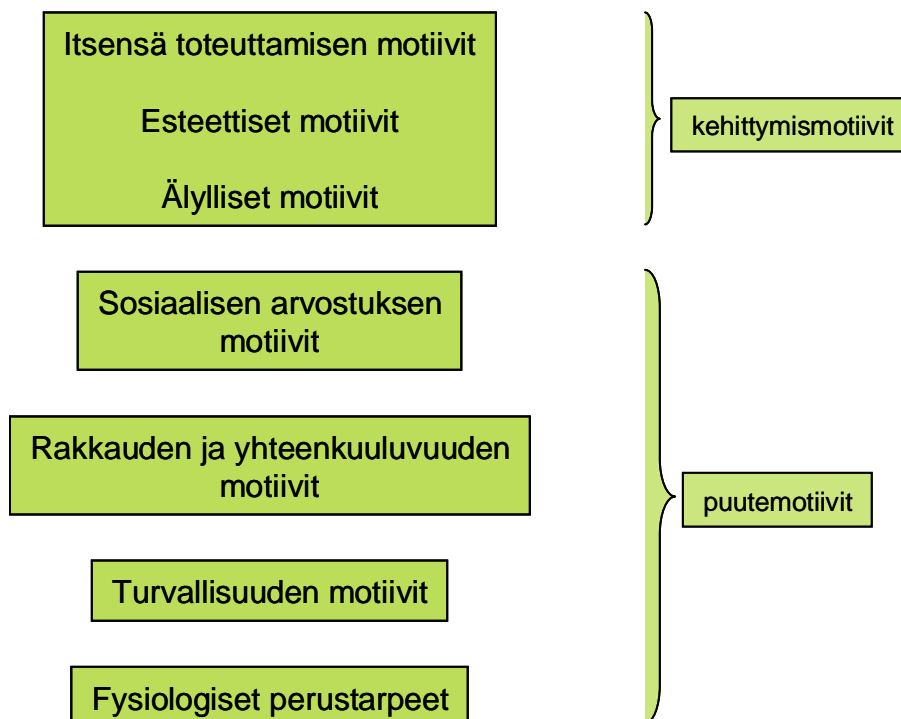 Itsensä toteuttamisen motiivit
Esteettiset motiivit
Älylliset motiivit
kehittymismotiivit
Sosiaalisen arvostuksen
motiivit
Rakkauden ja yhteenkuuluvuuden
motiivit
puutemotiivit
Turvallisuuden motiivit
Fysiologiset perustarpeet